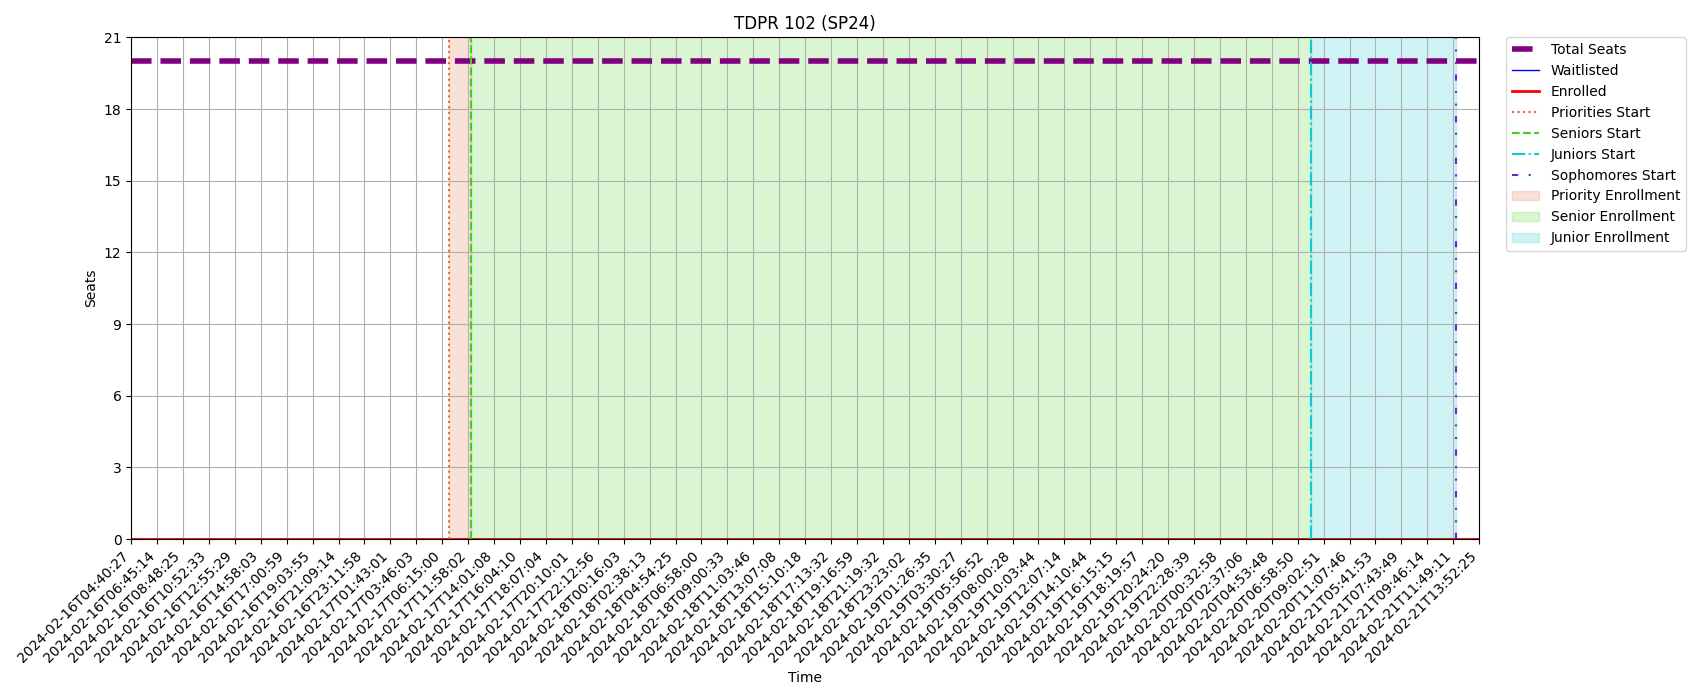 TDPR 102 (SP24)
21
18
15
12
9
6
3
0
Seats
2024-02-16T04:40:27
2024-02-16T06:45:14
2024-02-16T08:48:25
2024-02-16T10:52:33
2024-02-16T12:55:29
2024-02-16T14:58:03
2024-02-16T17:00:59
2024-02-16T19:03:55
2024-02-16T21:09:14
2024-02-16T23:11:58
2024-02-17T01:43:01
2024-02-17T03:46:03
2024-02-17T06:15:00
2024-02-17T11:58:02
2024-02-17T14:01:08
2024-02-17T16:04:10
2024-02-17T18:07:04
2024-02-17T20:10:01
2024-02-17T22:12:56
2024-02-18T00:16:03
2024-02-18T02:38:13
2024-02-18T04:54:25
2024-02-18T06:58:00
2024-02-18T09:00:33
2024-02-18T11:03:46
2024-02-18T13:07:08
2024-02-18T15:10:18
2024-02-18T17:13:32
2024-02-18T19:16:59
2024-02-18T21:19:32
2024-02-18T23:23:02
2024-02-19T01:26:35
2024-02-19T03:30:27
2024-02-19T05:56:52
2024-02-19T08:00:28
2024-02-19T10:03:44
2024-02-19T12:07:14
2024-02-19T14:10:44
2024-02-19T16:15:15
2024-02-19T18:19:57
2024-02-19T20:24:20
2024-02-19T22:28:39
2024-02-20T00:32:58
2024-02-20T02:37:06
2024-02-20T04:53:48
2024-02-20T06:58:50
2024-02-20T09:02:51
2024-02-20T11:07:46
2024-02-21T05:41:53
2024-02-21T07:43:49
2024-02-21T09:46:14
2024-02-21T11:49:11
2024-02-21T13:52:25
Time
Total Seats
Waitlisted
Enrolled
Priorities Start
Seniors Start
Juniors Start
Sophomores Start
Priority Enrollment
Senior Enrollment
Junior Enrollment